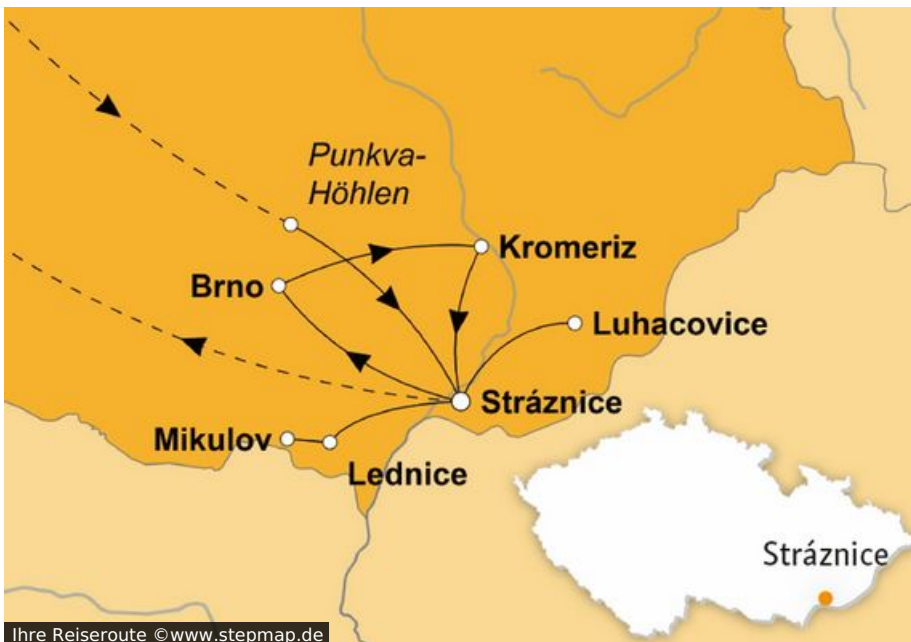 Punkva-
Höhlen
Kromeriz
Brno
Luhacovice
Stráznice
Mikulov
Lednice
Stráznice
Ihre Reiseroute ©www.stepmap.de